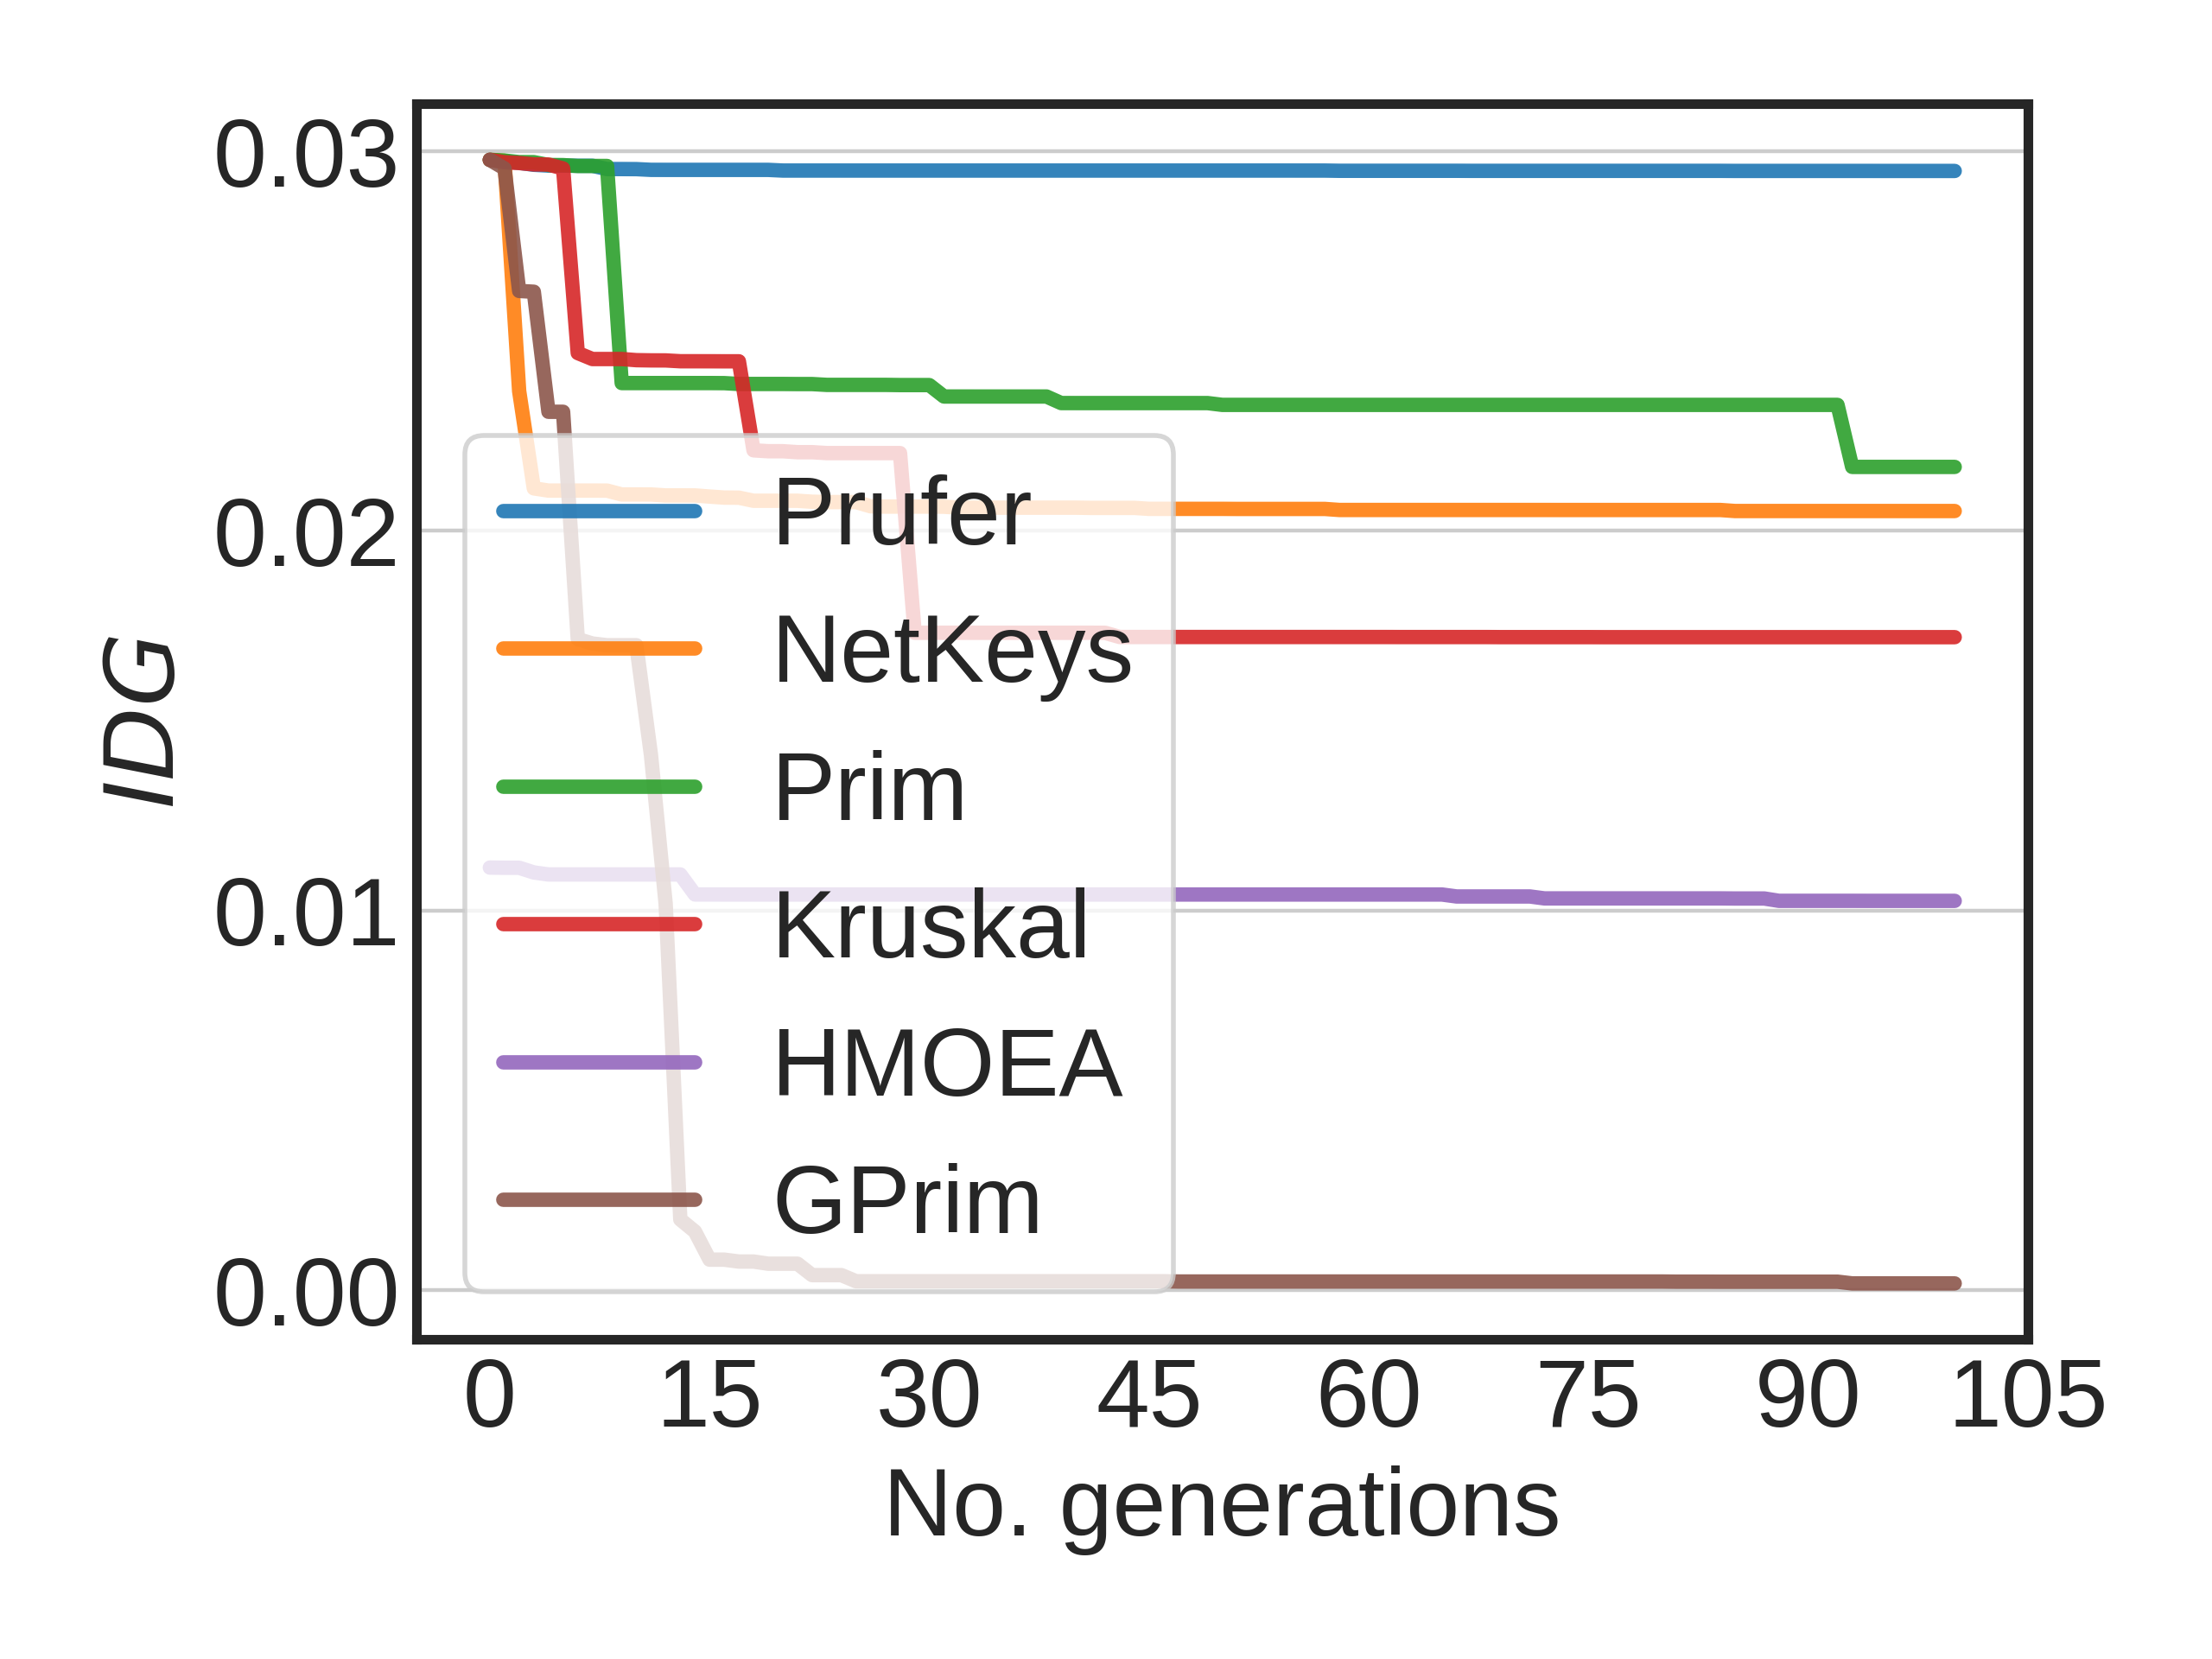 0.03
0.02
0.01
0.00
IDG
Prufer
NetKeys
Prim
Kruskal
HMOEA
GPrim
0 15 30 45 60 75 90 105
No. generations